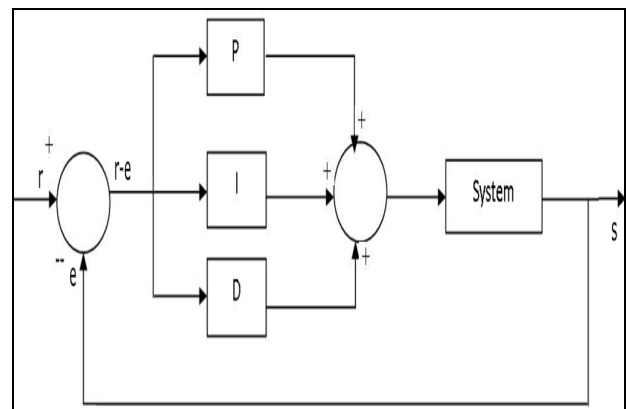 P
+
+
r
r-e
+
I
System
S
--
e
D
+